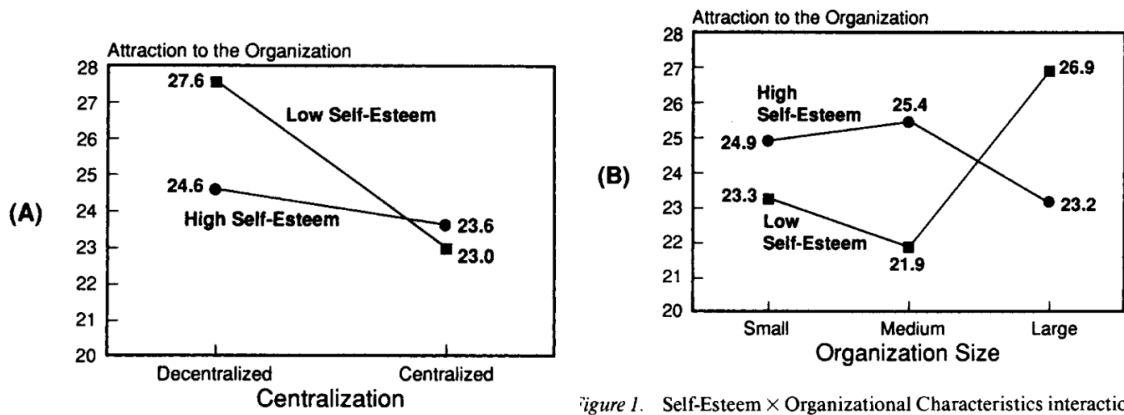 Attraction to the Organization
28
27
26
25
24
23
22
21
20
27.6
Low Self-Esteem
24.6
High Self-Esteem
23.6
23.0
(A)
Decentralized
Centralized
Centralization
Attraction to the Organization
28
27
26
25
24
23
22
21
20
26.9
High
Self-Esteem
25.4
24.9
23.3
Low
Self-Esteem
23.2
21.9
(B)
Small
Medium
Large
Organization Size
igure 1. Self-Esteem × Organizational Characteristics interactio